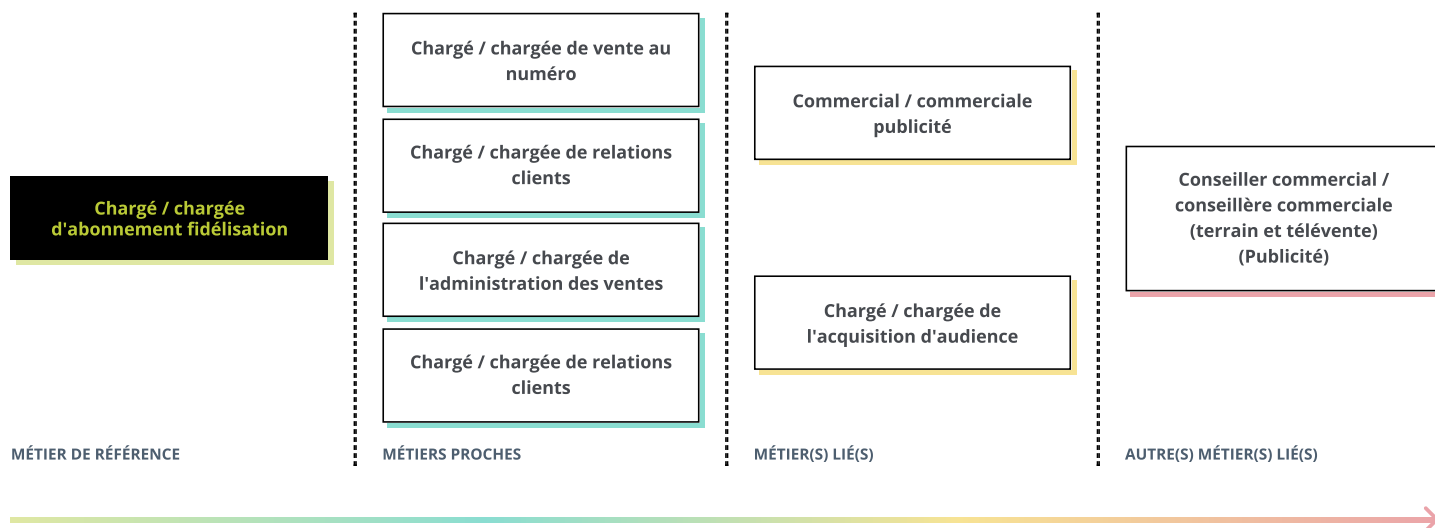 Chargé / chargée
d'abonnement fidélisation
MÉTIER DE RÉFÉRENCE
Chargé / chargée de vente au
numéro
Chargé / chargée de relations
clients
Chargé / chargée de
l'administration des ventes
Chargé / chargée de relations
clients
MÉTIERS PROCHES
Commercial / commerciale
publicité
Chargé / chargée de
l'acquisition d'audience
MÉTIER(S) LIÉ(S)
Conseiller commercial /
conseillère commerciale
(terrain et télévente)
(Publicité)
AUTRE(S) MÉTIER(S) LIÉ(S)